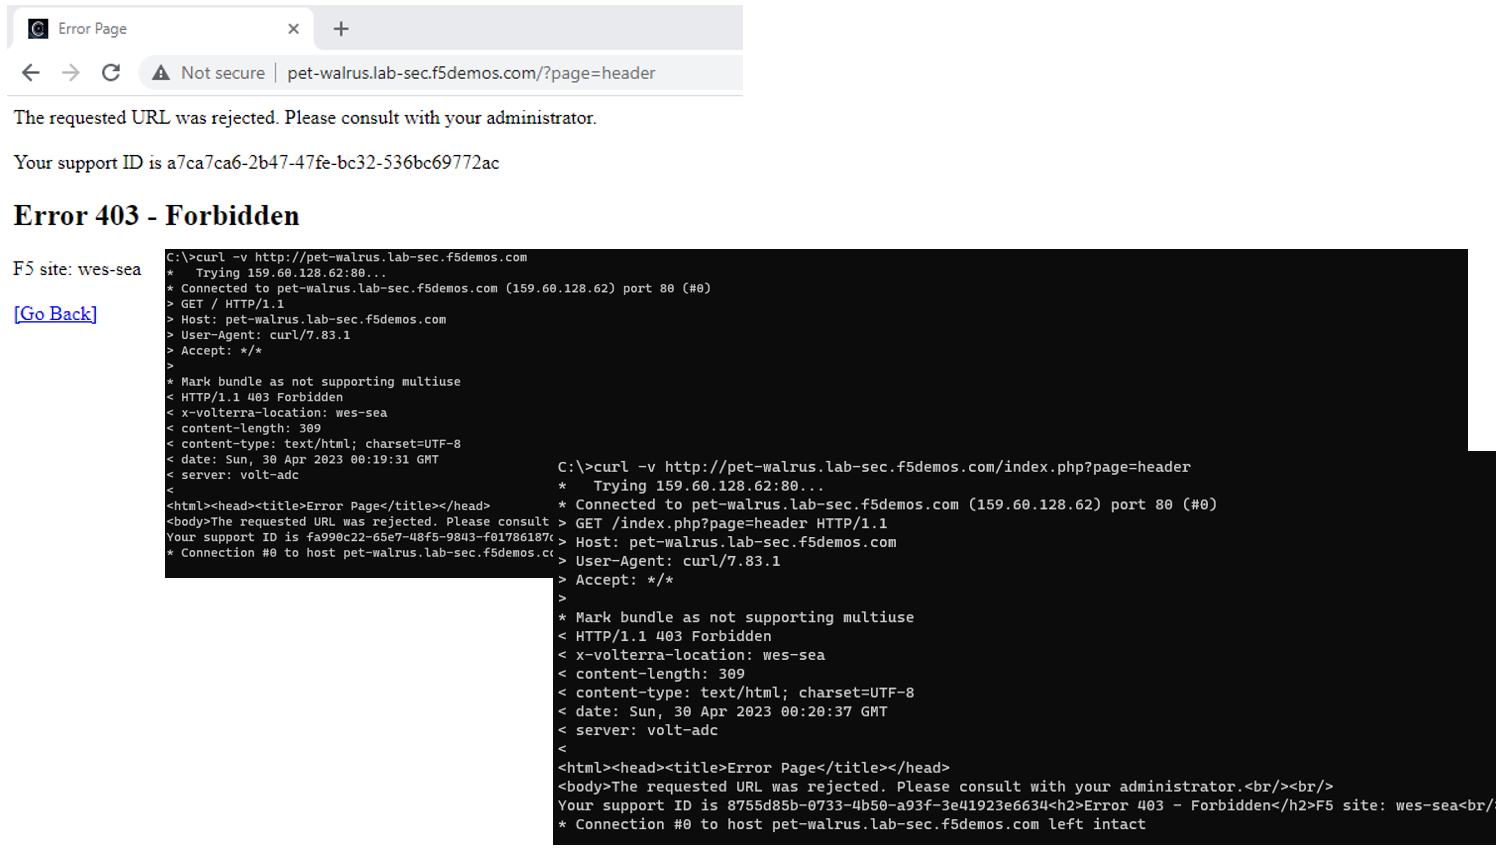 Error Page
Not secure
pet-walrus.lab-sec.f5demos.com/?page=header
The requested URL was rejected. Please consult with your administrator.
Your support ID is a7ca7ca6-2b47-47fe-bc32-536bc69772ac
Error 403 - Forbidden
F5 site: wes-sea
[Go Back]
C:\>curl -v http://pet-walrus.lab-sec.f5demos.com
*   Trying 159.60.128.62:80...
* Connected to pet-walrus.lab-sec.f5demos.com (159.60.128.62) port 80 (#0)
> GET / HTTP/1.1
> Host: pet-walrus.lab-sec.f5demos.com
> User-Agent: curl/7.83.1
> Accept: */*
>
* Mark bundle as not supporting multiuse
< HTTP/1.1 403 Forbidden
< x-volterra-location: wes-sea
< content-length: 309
< content-type: text/html; charset=UTF-8
< date: Sun, 30 Apr 2023 00:19:31 GMT
< server: volt-adc
<
<html><head><title>Error Page</title></head>
<body>The requested URL was rejected. Please consult
Your support ID is fa990c22-65e7-48f5-9843-f01786187
* Connection #0 to host pet-walrus.lab-sec.f5demos.co
C:\>curl -v http://pet-walrus.lab-sec.f5demos.com/index.php?page=header
*   Trying 159.60.128.62:80...
* Connected to pet-walrus.lab-sec.f5demos.com (159.60.128.62) port 80 (#0)
> GET /index.php?page=header HTTP/1.1
> Host: pet-walrus.lab-sec.f5demos.com
> User-Agent: curl/7.83.1
> Accept: */*
>
* Mark bundle as not supporting multiuse
< HTTP/1.1 403 Forbidden
< x-volterra-location: wes-sea
< content-length: 309
< content-type: text/html; charset=UTF-8
< date: Sun, 30 Apr 2023 00:20:37 GMT
< server: volt-adc
<
<html><head><title>Error Page</title></head>
<body>The requested URL was rejected. Please consult with your administrator.<br/><br/>
Your support ID is 8755d85b-0733-4b50-a93f-3e41923e6634<h2>Error 403 - Forbidden</h2>F5 site: wes-sea<br/
* Connection #0 to host pet-walrus.lab-sec.f5demos.com left intact